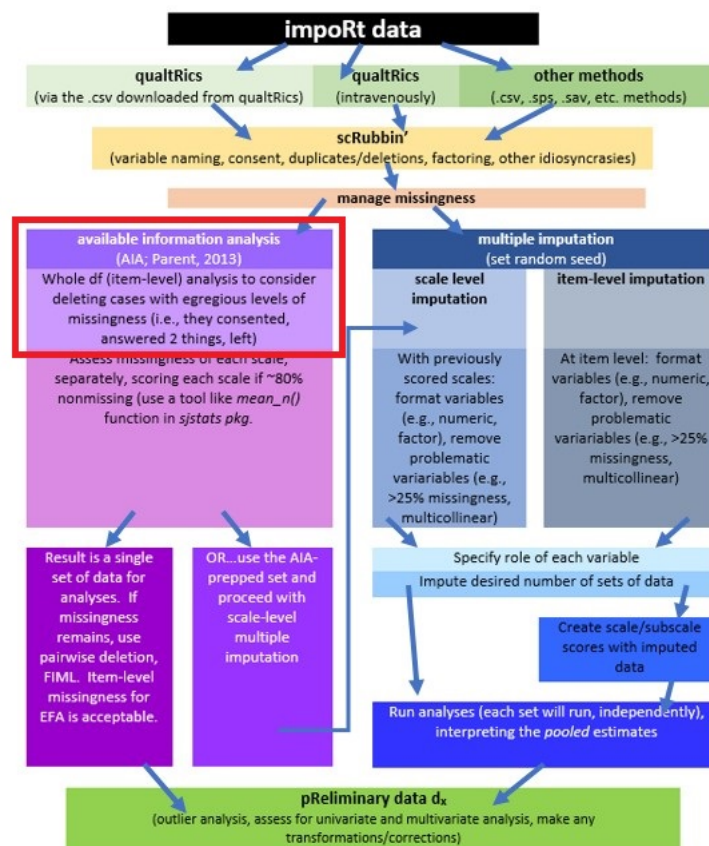 impoRt data
qualtRics
(via the .csv downloaded from qualtRics)
qualtRics
(intravenously)
other methods
(.csv, .sps, .sav, etc. methods)
scRubbin'
(variable naming, consent, duplicates/deletions, factoring, other idiosyncrasies)
manage missingness
available information analysis
(AIA; Parent, 2013)
Whole df (item-level) analysis to consider
deleting cases with egregious levels of
missingness (i.e., they consented,
answered 2 things, left)
Assess missingness of each scale,
separately, scoring each scale if ~80%
nonmissing (use a tool like mean_n()
function in sjstats pkg.
Result is a single
set of data for
analyses. If
missingness
remains, use
pairwise deletion,
FIML. Item-level
missingness for
EFA is acceptable.
OR...use the AIA-
prepped set and
proceed with
scale-level
multiple
imputation
multiple imputation
(set random seed)
scale level
imputation
With previously
scored scales:
format variables
(e.g., numeric,
factor), remove
problematic
variariables (e.g.,
>25% missingness,
multicollinear)
item-level imputation
At item level: format
variables (e.g., numeric,
factor), remove
problematic
variariables (e.g., >25%
missingness,
multicollinear)
Specify role of each variable
Impute desired number of sets of data
Create scale/subscale
scores with imputed
data
Run analyses (each set will run, independently),
interpreting the pooled estimates
pReliminary data dx
(outlier analysis, assess for univariate and multivariate analysis, make any
transformations/corrections)